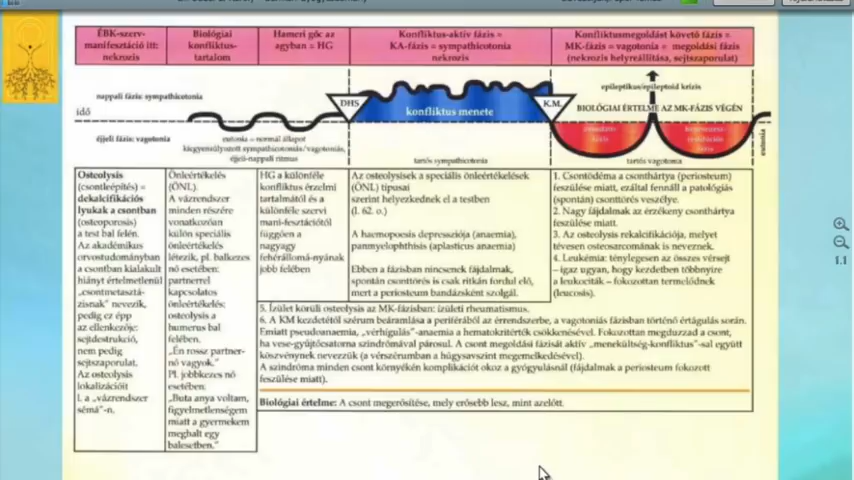 ÉBK-szerv-
manifesztáció itt:
nekrozis
Biológiai
konfliktus-
tartalom
Hameri góc az
agyban = HG
Konfliktus-aktív fázis =
KA-fázis = sympathicotonia
nekrozis
Konfliktusmegoldást követő fázis =
MK-fázis = vagotonia = megoldási fázis
(nekrozis helyreállítása, sejtszaporulat)
nappali fázis: sympathicotonia
DHS
konfliktus menete
K.M.
epileptikus/epileptoid krízis
BIOLÓGIAI ÉRTELME AZ MK-FÁZIS VÉGÉN
idő
éjjeli fázis: vagotonia
eutonia = normál állapot
kiegyensúlyozott sympathicotoniás/vagotoniás,
éjjeli-nappali ritmus
tartós sympathicotonia
tartós vagotonia
eutonia
Osteolysis
(csontleépítés) =
dekalcifikációs
lyukak a csontban
(osteoporosis)
a test bal felén.
Az akadémikus
orvostudományban
a csontban kialakult
hiányt értelmetlenül
„csontmetasztá-
zisnak” nevezik,
pedig ez épp
az ellenkezője:
sejtdestrukció,
nem pedig
sejtszaporulat.
Az osteolysis
lokalizációit
l. a „vázrendszer
sémá”-n.
Önleértékelés
(ÖNL).
A vázrendszer
minden részére
vonatkozóan
külön speciális
önleértékelés
létezik, pl. balkezes
nő esetében:
partnerrel
kapcsolatos
önleértékelés:
osteolysis a
humerus bal
felében.
„Én rossz partner-
nő vagyok.”
Pl. jobbkezes nő
esetében:
„Buta anya voltam,
figyelmetlenségem
miatt a gyermekem
meghalt egy
balesetben.”
HG a különféle
konfliktus érzelmi
tartalmától és a
különféle szervi
mani-fesztációtól
függően a
nagyagy
fehérállomá-nyának
jobb felében
Az osteolysisek a speciális önleértékelések
(ÖNL) típusai
szerint helyezkednek el a testben
(l. 62. o.)
A haemopoesis depressziója (anaemia),
panmyelophthisis (aplasticus anaemia)
Ebben a fázisban nincsenek fájdalmak,
spontán csonttörés is csak ritkán fordul elő,
mert a periosteum bandázsként szolgál.
1. Csontödéma a csonthártya (periosteum)
feszülése miatt, ezáltal fennáll a patológiás
(spontán) csonttörés veszélye.
2. Nagy fájdalmak az érzékeny csonthártya
feszülése miatt.
3. Az osteolysis rekalcifikációja, melyet
tévesen osteosarcomának is neveznek.
4. Leukémia: ténylegesen az összes vérsejt
– igaz ugyan, hogy kezdetben többnyire
a leukociták – fokozottan termelődnek
(leucosis).
5. Ízület körüli osteolysis az MK-fázisban: ízületi rheumatismus.
6. A KM kezdetétől szérum beáramlása a perifériából az érrendszerbe, a vagotoniás fázisban történő értágulás során.
Emiatt pseudoanaemia, „vérhígulás”-anaemia a hematokritérték csökkenésével. Fokozottan megduzzad a csont,
ha vese-gyűjtőcsatorna szindrómával párosul. A csont megoldási fázisát aktív „menekültség-konfliktus”-sal együtt
köszvénynek nevezzük (a vérszérumban a húgysavszint megemelkedésével).
A szindróma minden csont környékén komplikációt okoz a gyógyulásnál (fájdalmak a periosteum fokozott
feszülése miatt).
Biológiai értelme: A csont megerősítése, mely erősebb lesz, mint azelőtt.
1.1